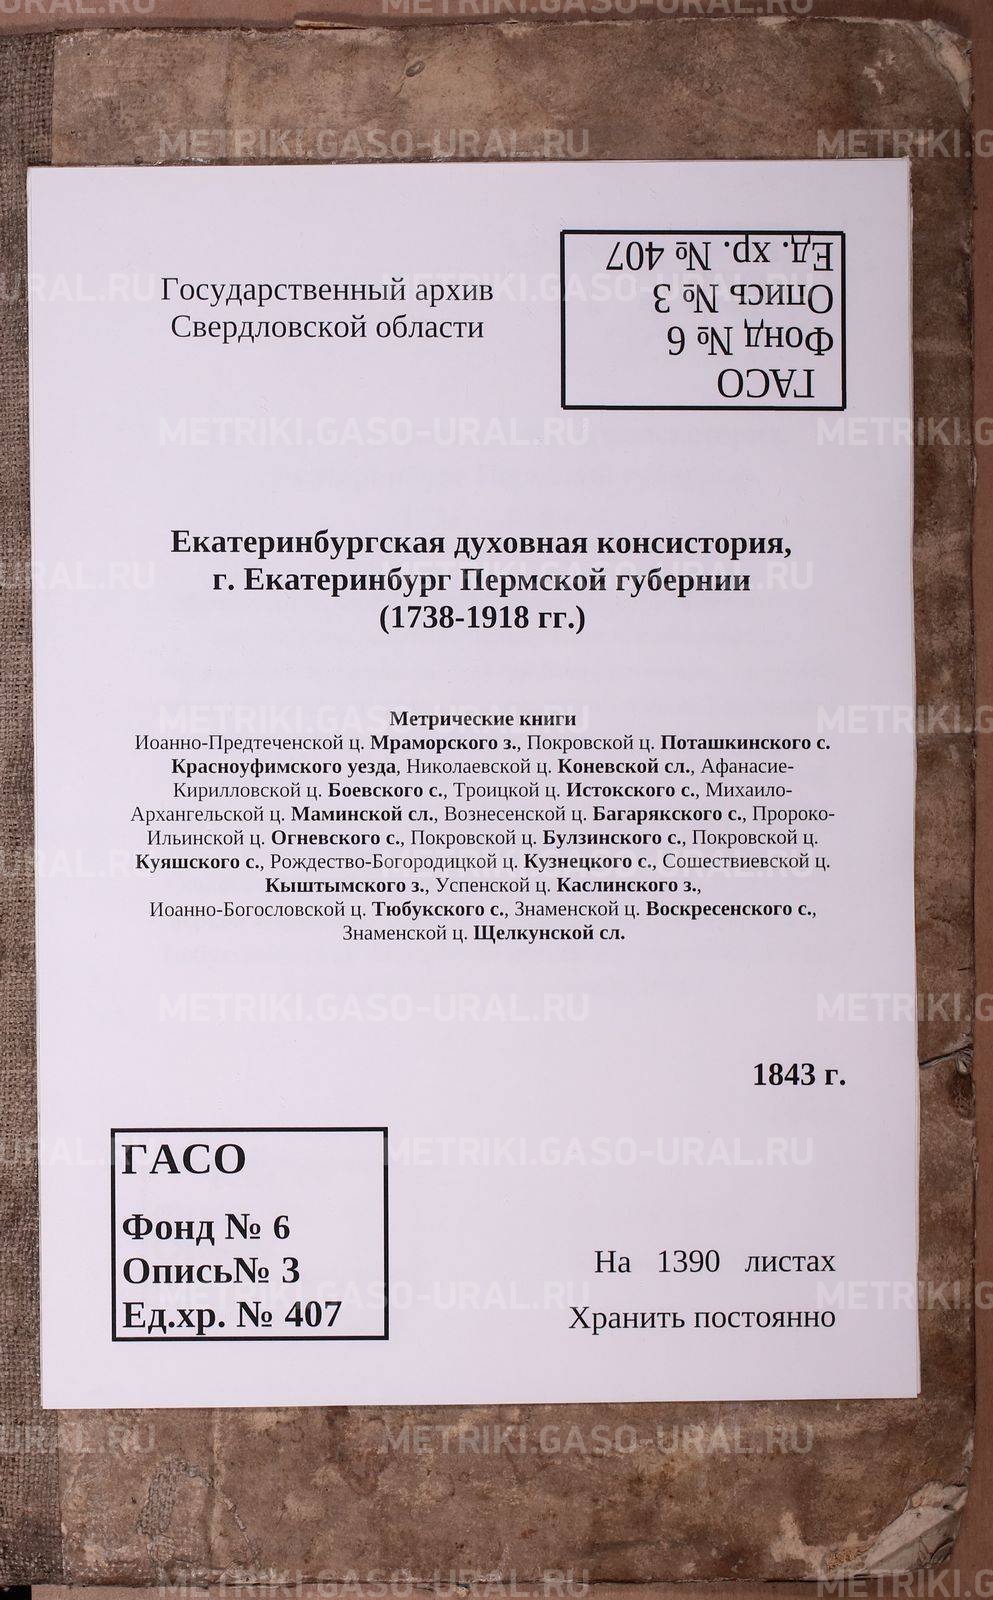 Государственный архив
Свердловской области
ГАСО
Фонд № 6
Опись № 3
Ед. хр. № 407
Екатеринбургская духовная консистория,
г. Екатеринбург Пермской губернии
(1738-1918 гг.)
Метрические книги
Иоанно-Предтеченской ц. Мраморского з., Покровской ц. Поташкинского с.
Красноуфимского уезда, Николаевской ц. Коневской сл., Афанасие-
Кирилловской ц. Боевского с., Троицкой ц. Истокского с., Михаило-
Архангельской ц. Маминской сл., Вознесенской ц. Багарякского с., Пророко-
Ильинской ц. Огневского с., Покровской ц. Булзинского с., Покровской ц.
Куяшского с., Рождество-Богородицкой ц. Кузнецкого с., Сошествиевской ц.
Кыштымского з., Успенской ц. Каслинского з.,
Иоанно-Богословской ц. Тюбукского с., Знаменской ц. Воскресенского с.,
Знаменской ц. Щелкунской сл.
1843 г.
ГАСО
Фонд № 6
Опись№ 3
Ед.хр. № 407
На 1390 листах
Хранить постоянно
METRIKI.GASO-URAL.RU